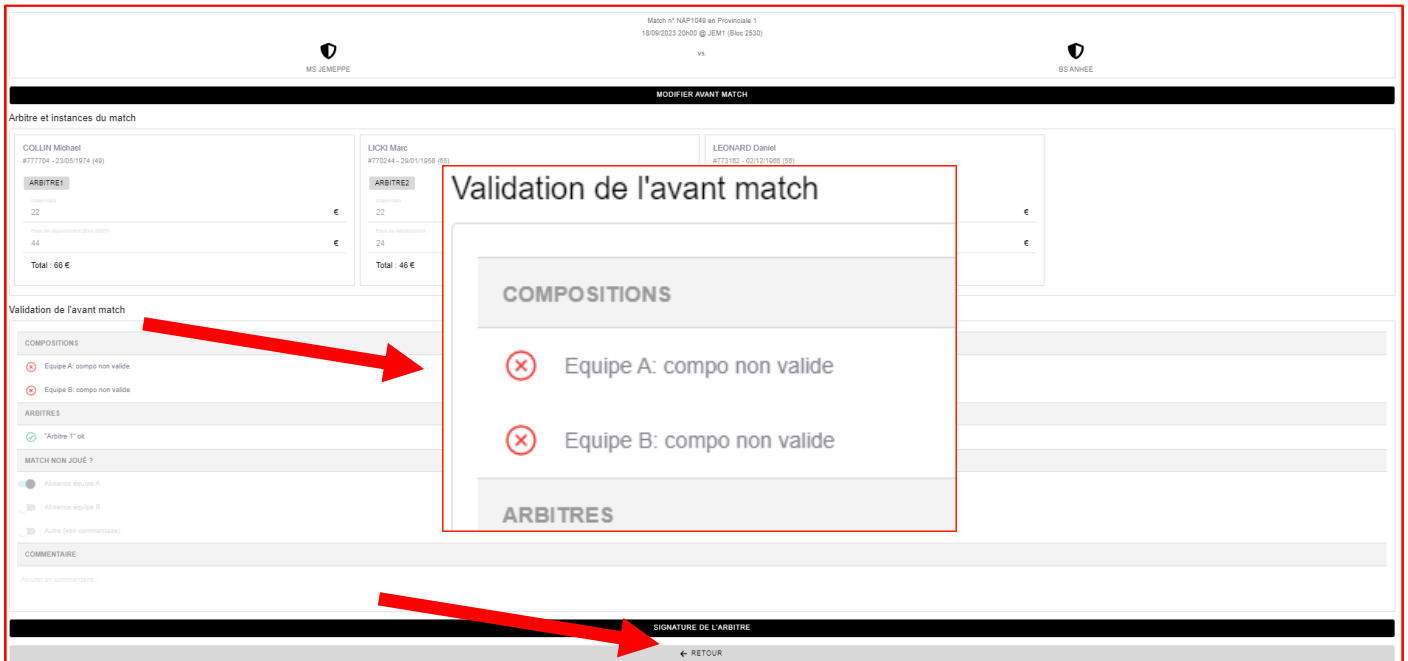 Match n° NAP1049 en Provinciale 1
18/09/2023 20h00 @ JEM1 (Bloc 2530)
vs.
MS JEMEPPE
BS ANHEE
MODIFIER AVANT MATCH
Arbitre et instances du match
COLLIN Michael
#777704 - 23/05/1974 (49)
ARBITRE1
22 €
44 €
Total : 66 €
LICKI Marc
#770244 - 29/01/1958 (65)
ARBITRE2
22
24
Total : 46 €
LEONARD Daniel
#773162 - 02/12/1966 (56)
€
€
Validation de l'avant match
COMPOSITIONS
Equipe A: compo non valide
Equipe B: compo non valide
ARBITRES
"Arbitre 1" ok
MATCH NON JOUÉ ?
Absence équipe A
Absence équipe B
Autre (voir commentaire)
COMMENTAIRE
Ajouter un commentaire...
Validation de l'avant match
COMPOSITIONS
Equipe A: compo non valide
Equipe B: compo non valide
ARBITRES
SIGNATURE DE L'ARBITRE
← RETOUR